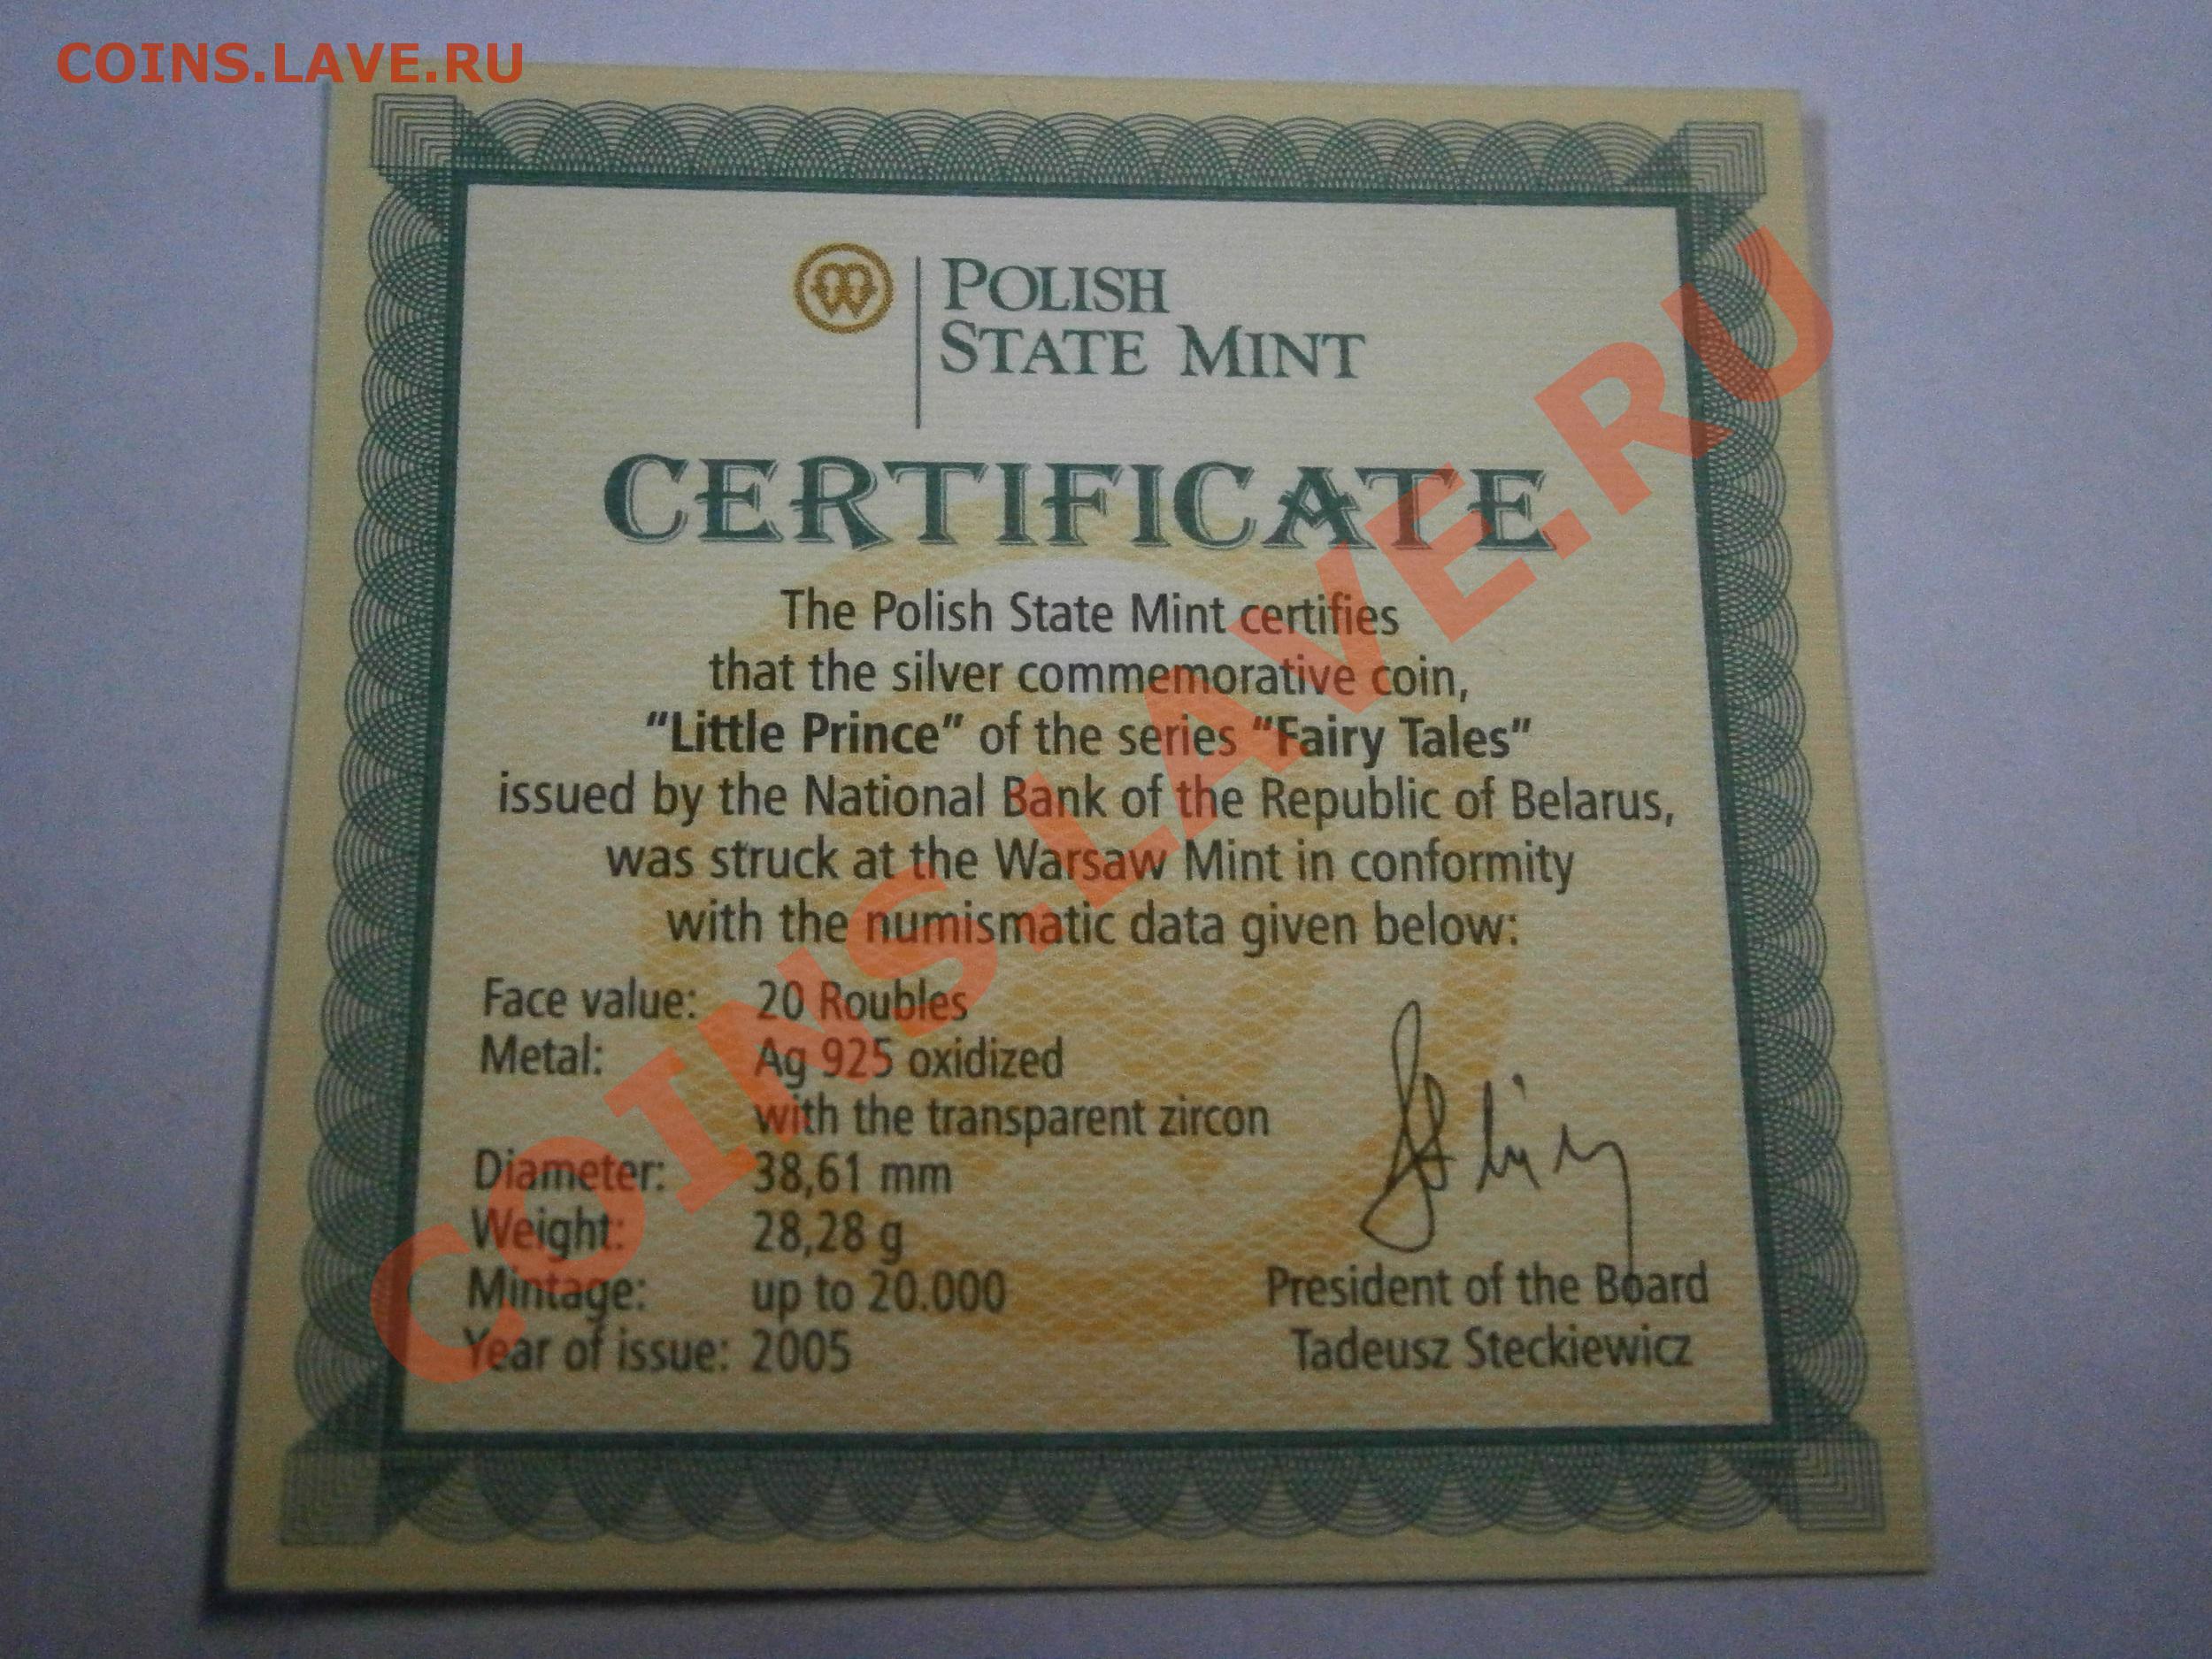 COINS.LAVE.RU
POLISH
STATE MINT
CERTIFICATE
The Polish State Mint certifies
that the silver commemorative coin,
“Little Prince” of the series “Fairy Tales”
issued by the National Bank of the Republic of Belarus,
was struck at the Warsaw Mint in conformity
with the numismatic data given below:
Face value: 20 Roubles
Metal: Ag 925 oxidized
with the transparent zircon
Diameter: 38,61 mm
Weight: 28,28 g
Mintage: up to 20.000
Year of issue: 2005
President of the Board
Tadeusz Steckiewicz
COINS.LAVE.RU